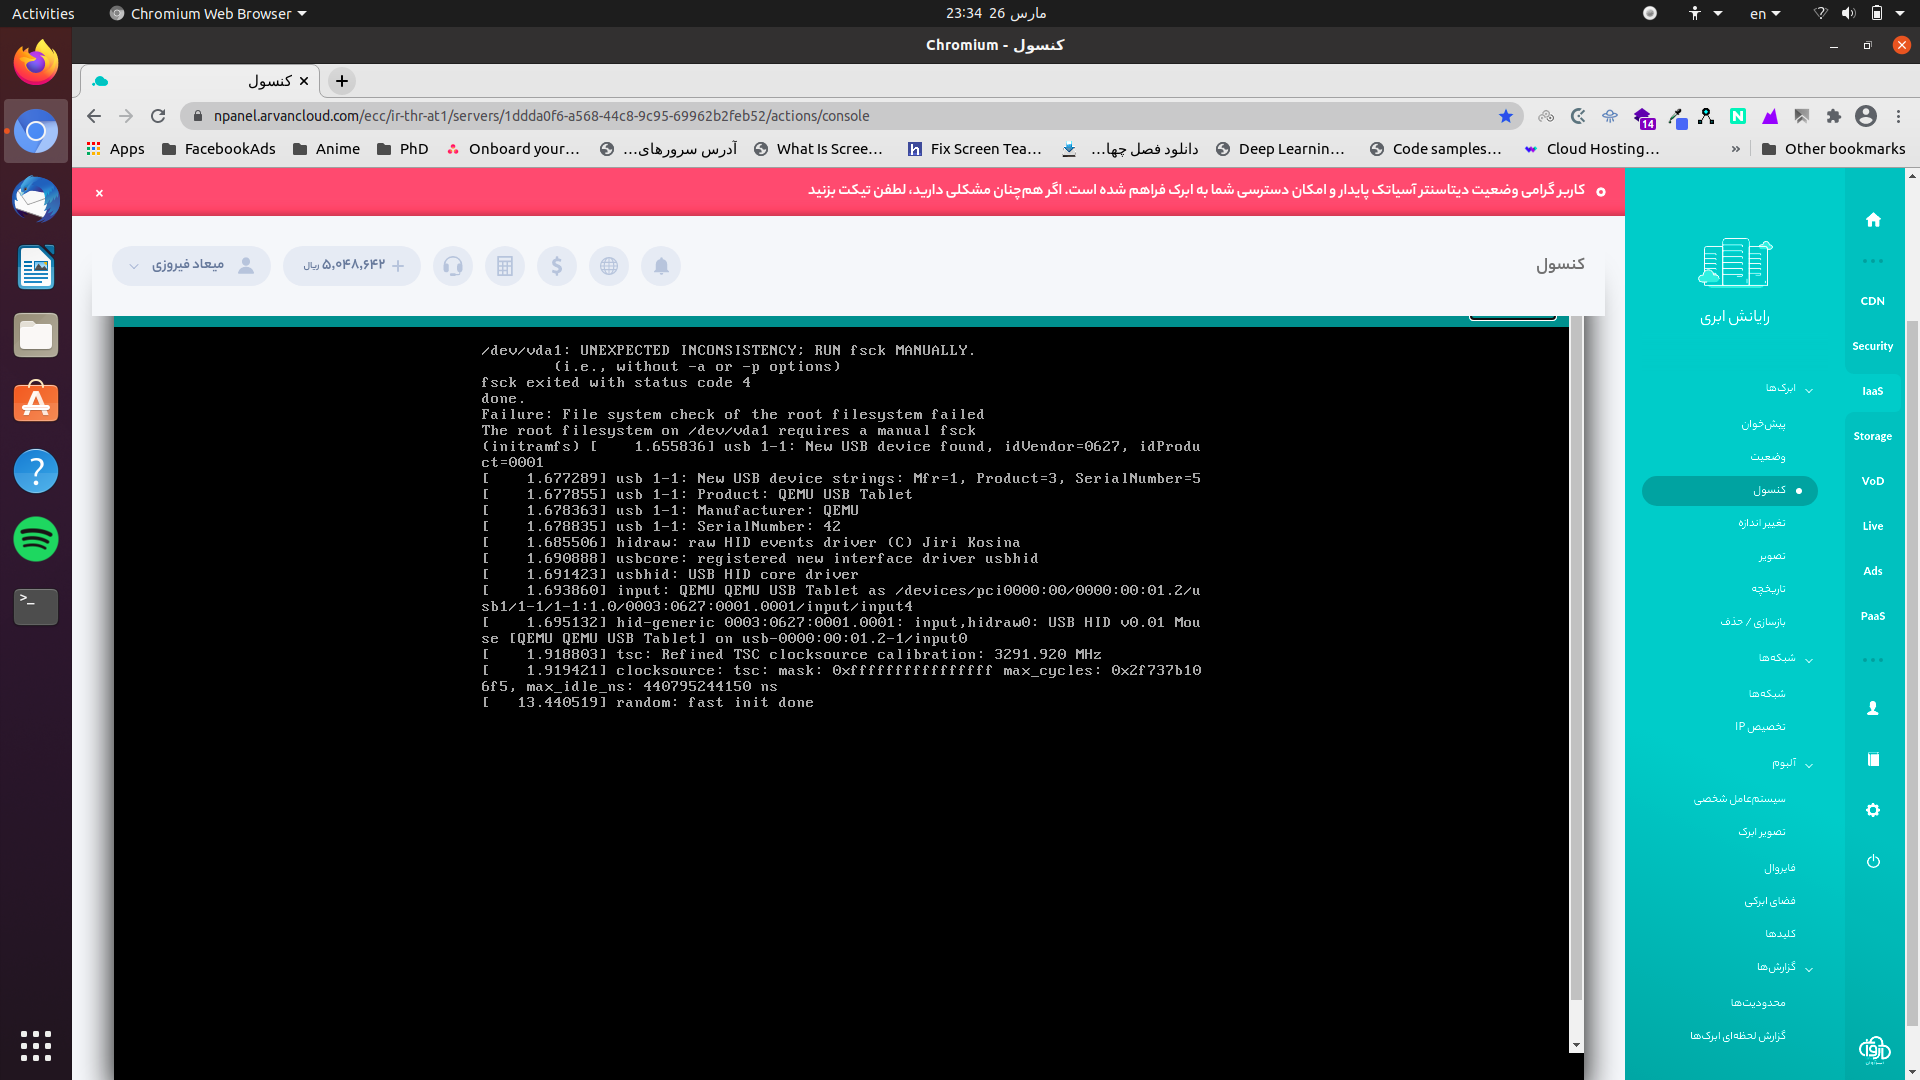 Activities
Chromium Web Browser
23:34 26 مارس
en
Chromium - کنسول
کنسول
npanel.arvancloud.com/ecc/ir-thr-at1/servers/1ddda0f6-a568-44c8-9c95-69962b2feb52/actions/console
14
Apps
FacebookAds
Anime
PhD
Onboard your...
آدرس سرورهای...
What Is Scree...
Fix Screen Tea...
دانلود فصل چها...
Deep Learnin...
Code samples...
Cloud Hosting...
»
Other bookmarks
کاربر گرامی وضعیت دیتاسنتر آسیاتک پایدار و امکان دسترسی شما به ابرک فراهم شده است. اگر هم‌چنان مشکلی دارید، لطفن تیکت بزنید
کنسول
۵,۰۴۸,۶۴۲ ریال
میعاد فیروزی
/dev/vda1: UNEXPECTED INCONSISTENCY; RUN fsck MANUALLY.
(i.e., without -a or -p options)
fsck exited with status code 4
done.
Failure: File system check of the root filesystem failed
The root filesystem on /dev/vda1 requires a manual fsck
(initramfs) [    1.655836] usb 1-1: New USB device found, idVendor=0627, idProdu
ct=0001
[    1.677289] usb 1-1: New USB device strings: Mfr=1, Product=3, SerialNumber=5
[    1.677855] usb 1-1: Product: QEMU USB Tablet
[    1.678363] usb 1-1: Manufacturer: QEMU
[    1.678835] usb 1-1: SerialNumber: 42
[    1.685506] hidraw: raw HID events driver (C) Jiri Kosina
[    1.690888] usbcore: registered new interface driver usbhid
[    1.691423] usbhid: USB HID core driver
[    1.693860] input: QEMU QEMU USB Tablet as /devices/pci0000:00/0000:00:01.2/u
sb1/1-1/1-1:1.0/0003:0627:0001.0001/input/input4
[    1.695132] hid-generic 0003:0627:0001.0001: input,hidraw0: USB HID v0.01 Mou
se [QEMU QEMU USB Tablet] on usb-0000:00:01.2-1/input0
[    1.918803] tsc: Refined TSC clocksource calibration: 3291.920 MHz
[    1.919421] clocksource: tsc: mask: 0xffffffffffffffff max_cycles: 0x2f737b10
6f5, max_idle_ns: 440795244150 ns
[   13.440519] random: fast init done
رایانش ابری
ابرک‌ها
پیش‌خوان
وضعیت
کنسول
تغییر اندازه
تصویر
تاریخچه
بازسازی / حذف
شبکه‌ها
شبکه‌ها
تخصیص IP
آلبوم
سیستم‌عامل شخصی
تصویر ابرک
فایروال
فضای ابرکی
کلیدها
گزارش‌ها
محدودیت‌ها
گزارش لحظه‌ای ابرک‌ها
CDN
Security
IaaS
Storage
VoD
Live
Ads
PaaS